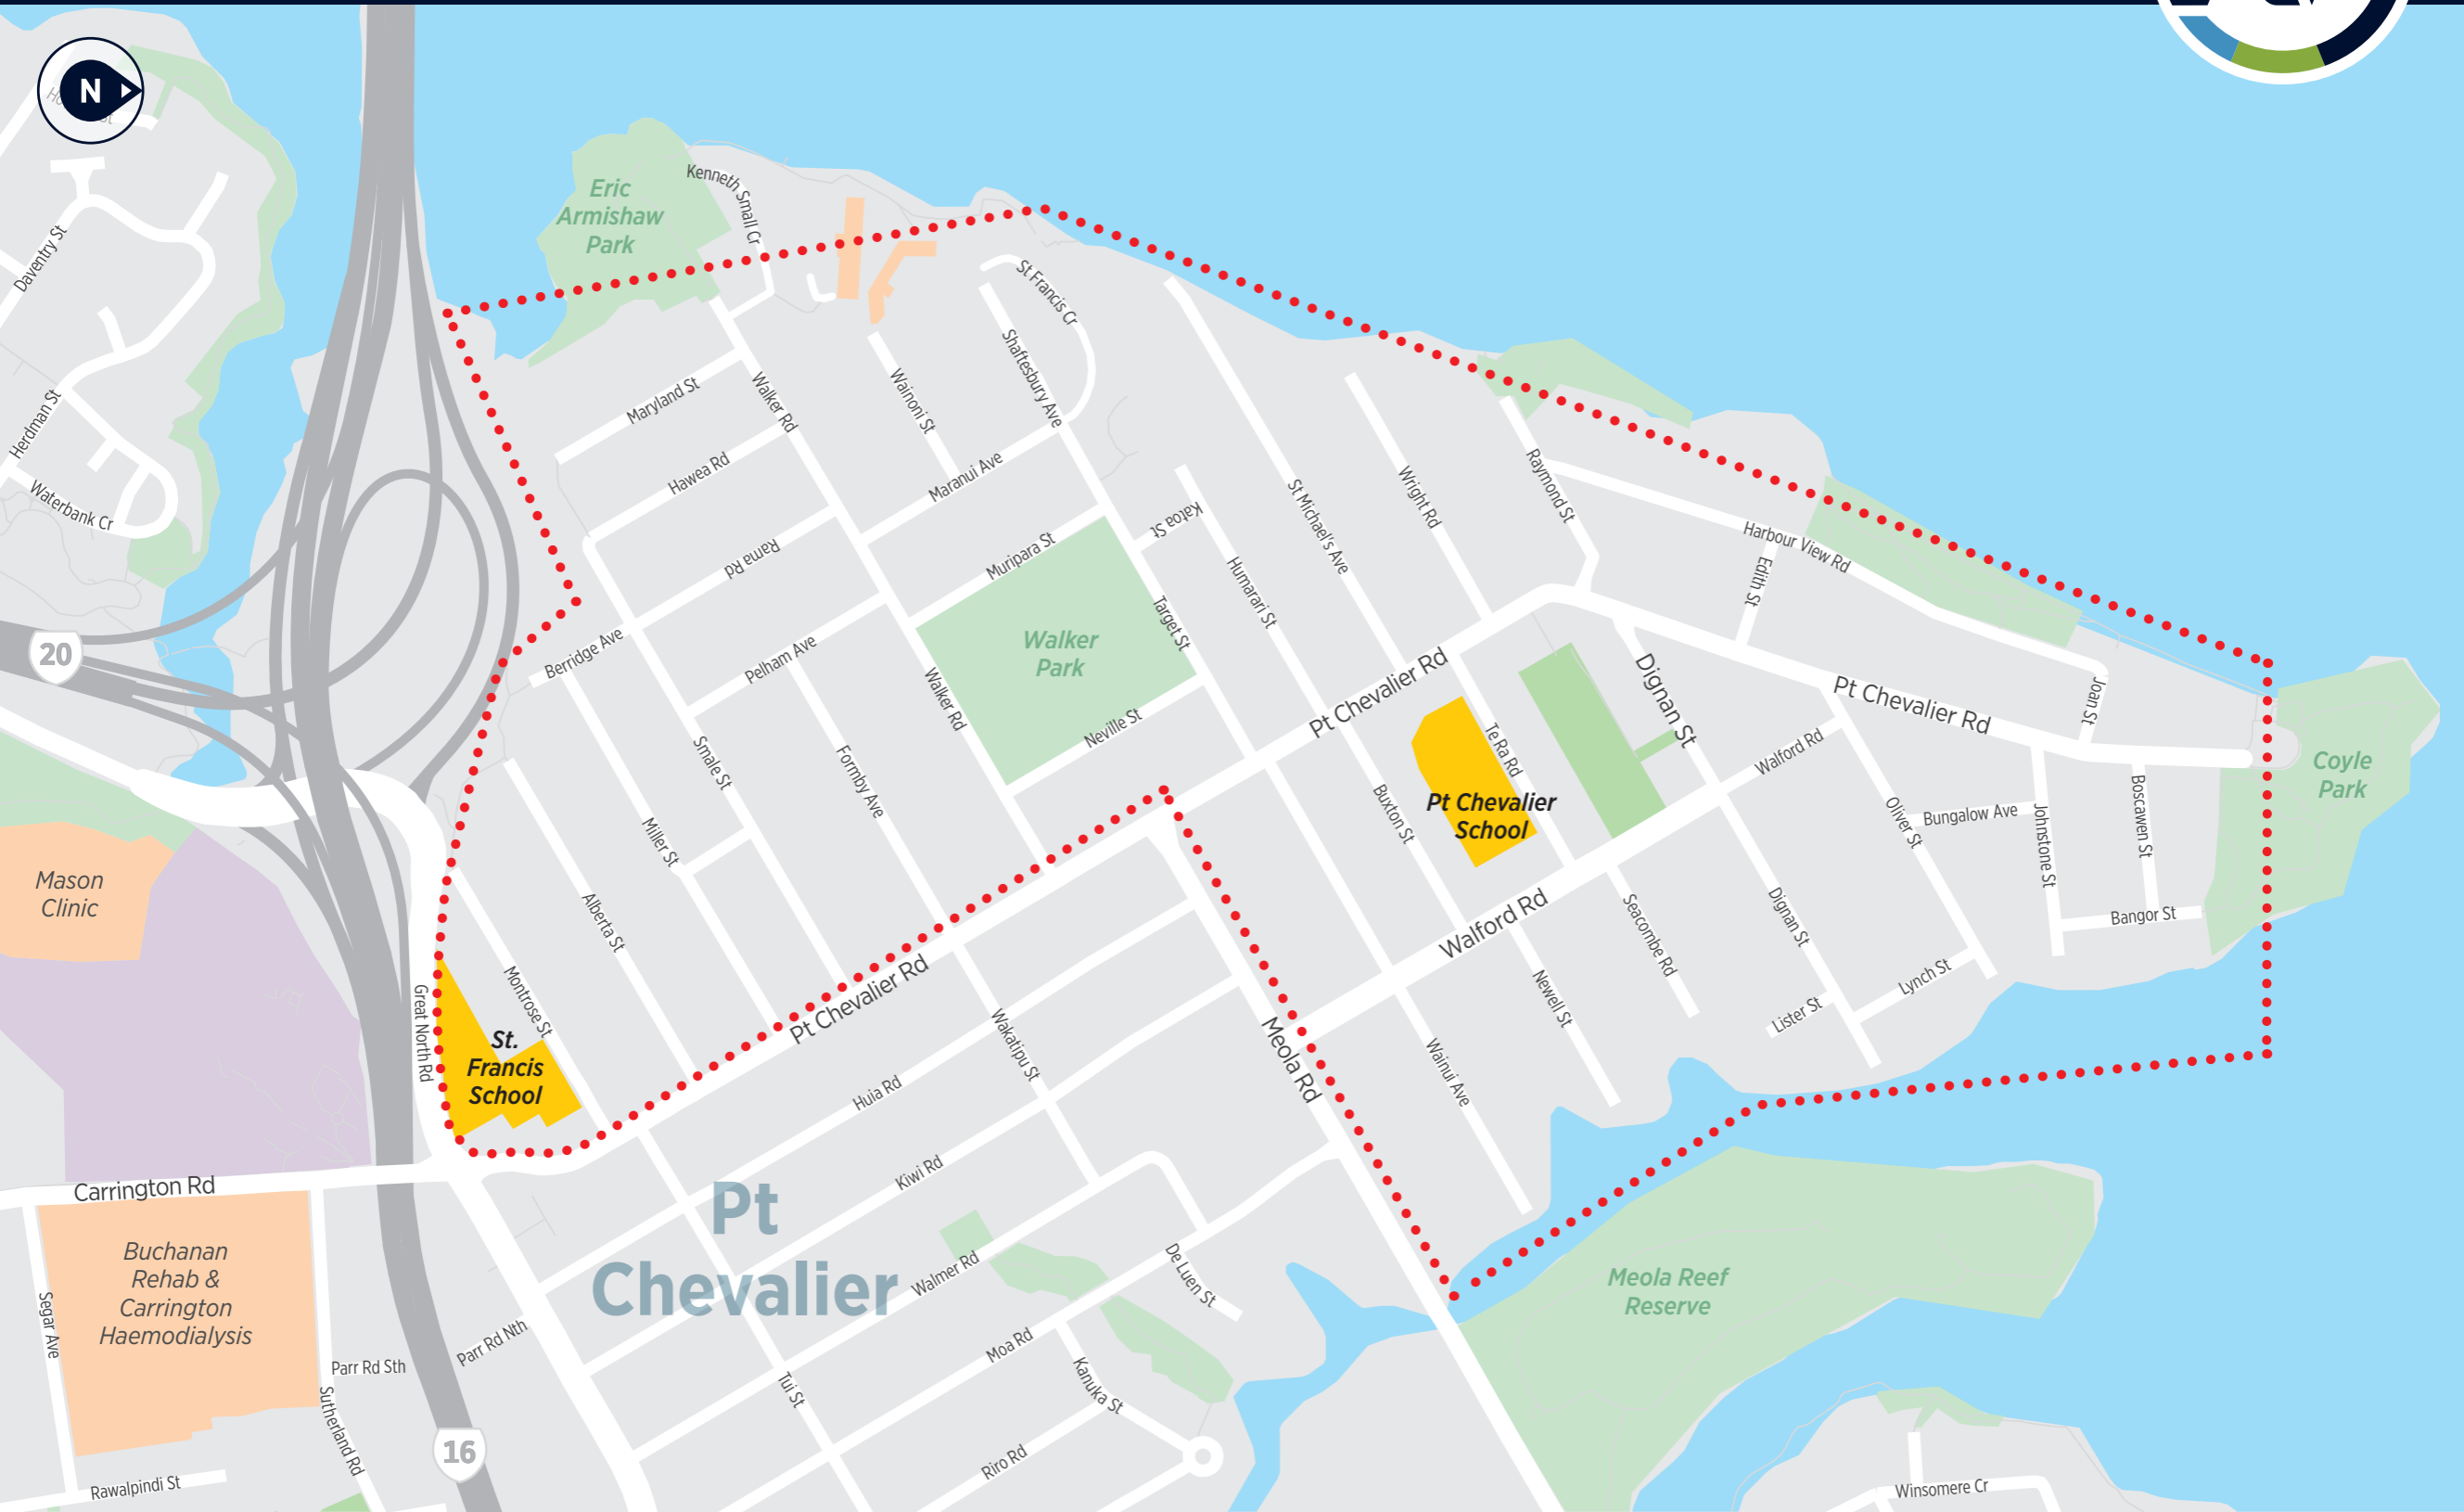 N
Eric
Armishaw
Park
Kenneth Small Cr
St Francis Cr
Daventry St
Herdman St
Waterbank Cr
Maryland St
Walker Rd
Wainoni St
Shaftesbury Ave
Hawea Rd
Maranui Ave
Rama Rd
Muripara St
Katoa St
St Michael's Ave
Wright Rd
Raymond St
Harbour View Rd
Edith St
20
Berridge Ave
Pelham Ave
Walker
Park
Target St
Humarari St
Walker Rd
Neville St
Pt Chevalier Rd
Dignan St
Pt Chevalier Rd
Joan St
Smale St
Formby Ave
Te Ra Rd
Walford Rd
Coyle
Park
Miller St
Buxton St
Pt Chevalier
School
Oliver St
Bungalow Ave
Johnstone St
Boscawen St
Mason
Clinic
Alberta St
Walford Rd
Seacombe Rd
Dignan St
Bangor St
Montrose St
Pt Chevalier Rd
Newell St
Lynch St
Lister St
Great North Rd
St.
Francis
School
Wakatipu St
Meola Rd
Wainui Ave
Huia Rd
Carrington Rd
Kiwi Rd
Pt
Chevalier
Buchanan
Rehab &
Carrington
Haemodialysis
Walmer Rd
De Luen St
Meola Reef
Reserve
Segar Ave
Parr Rd Nth
Moa Rd
Parr Rd Sth
Tui St
Kanuka St
Sutherland Rd
16
Riro Rd
Rawalpindi St
Winsomere Cr